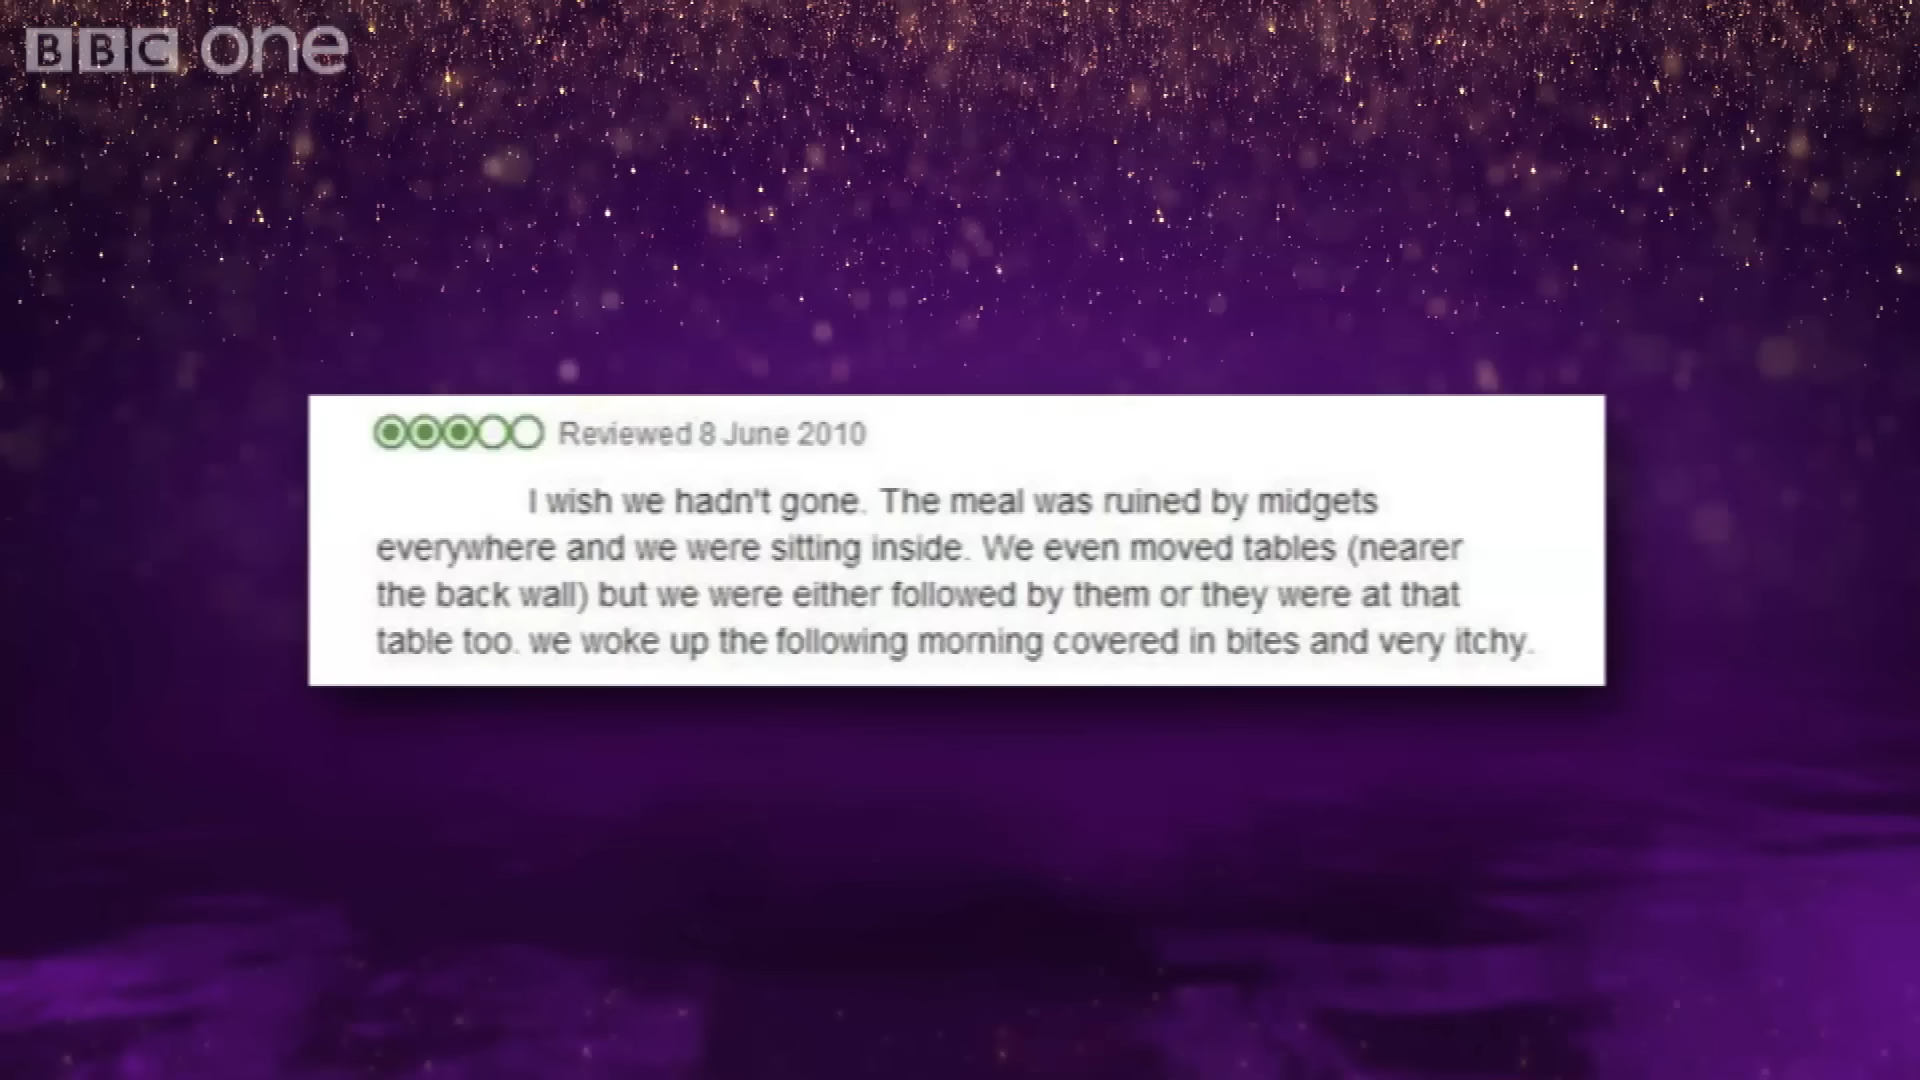 BBC one
Reviewed 8 June 2010
I wish we hadn't gone. The meal was ruined by midgets
everywhere and we were sitting inside. We even moved tables (nearer
the back wall) but we were either followed by them or they were at that
table too. we woke up the following morning covered in bites and very itchy.